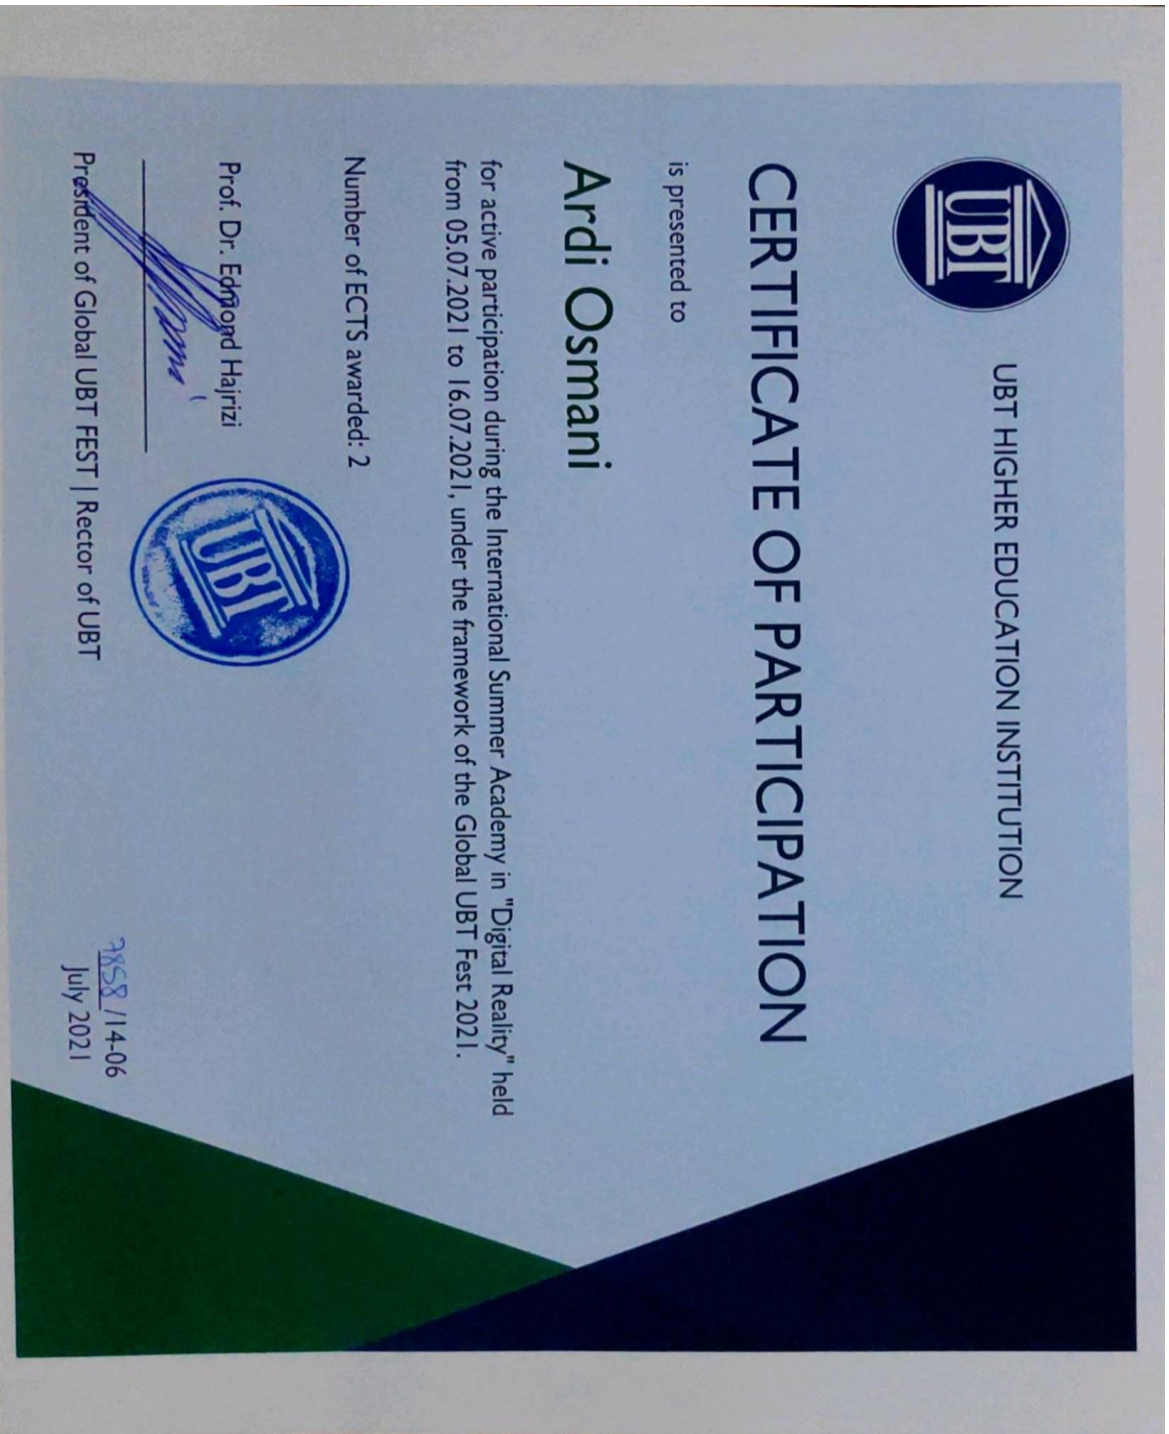 UBT
UBT HIGHER EDUCATION INSTITUTION
CERTIFICATE OF PARTICIPATION
is presented to
Ardi Osmani
for active participation during the International Summer Academy in "Digital Reality" held
from 05.07.2021 to 16.07.2021, under the framework of the Global UBT Fest 2021.
Number of ECTS awarded: 2
Prof. Dr. Edmond Hajrizi
UBT
President of Global UBT FEST | Rector of UBT
7858/14-06
July 2021